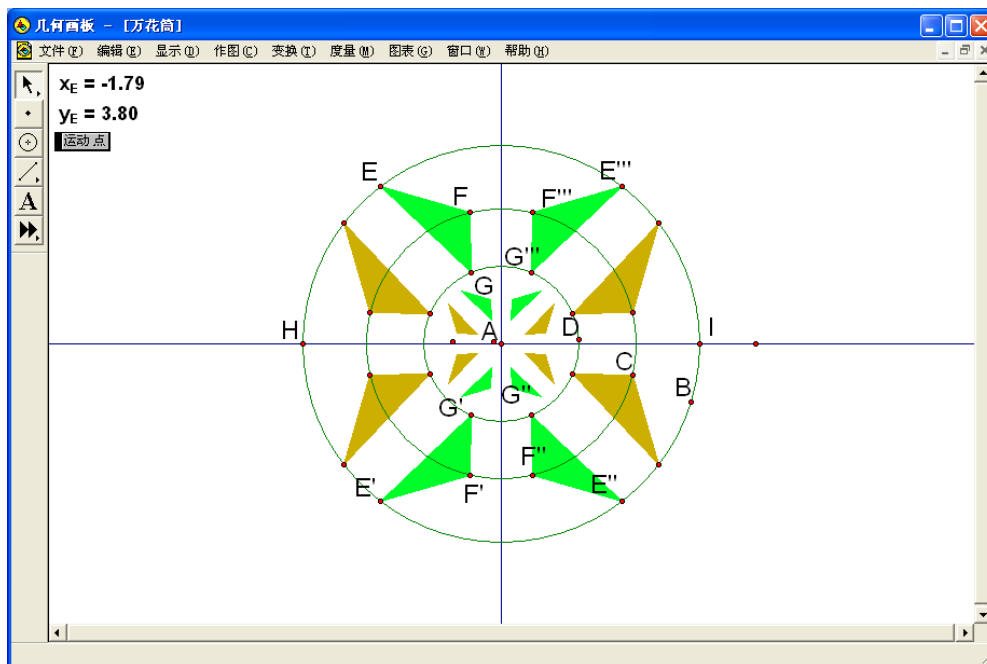 几何画板 - [万花筒]
文件(F) 编辑(E) 显示(D) 作图(C) 变换(T) 度量(M) 图表(G) 窗口(W) 帮助(H)
xE = -1.79
yE = 3.80
运动点
A
E E'''
F F'''
G'''
G
A D
H I
C
B
G' G''
F''
E' E''
F'